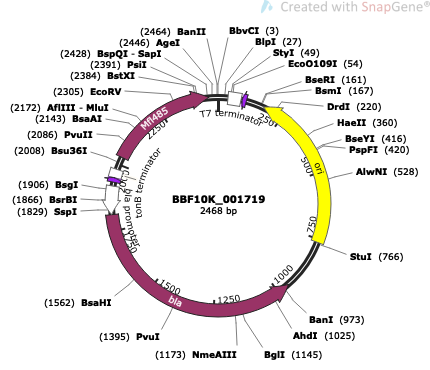 Created with SnapGene®
(2464) BanII
BbvCI (3)
(2446) AgeI
BlpI (27)
(2428) BspQI - SapI
StyI (49)
(2391) PsiI
EcoO109I (54)
(2384) BstXI
BseRI (161)
(2305) EcoRV
BsmI (167)
(2172) AflIII - MluI
DrdI (220)
(2143) BsaAI
HaeII (360)
(2086) PvuII
BseYI (416)
(2008) Bsu36I
PspFI (420)
AlwNI (528)
(1906) BsgI
(1866) BsrBI
(1829) SspI
StuI (766)
(1562) BsaHI
BanI (973)
(1395) PvuI
AhdI (1025)
(1173) NmeAIII
BglI (1145)
T7 terminator
Mfl485
2250
250
ori
500
750
1000
1250
1500
1750
bla
bla promoter
BBF10K_001719
2468 bp